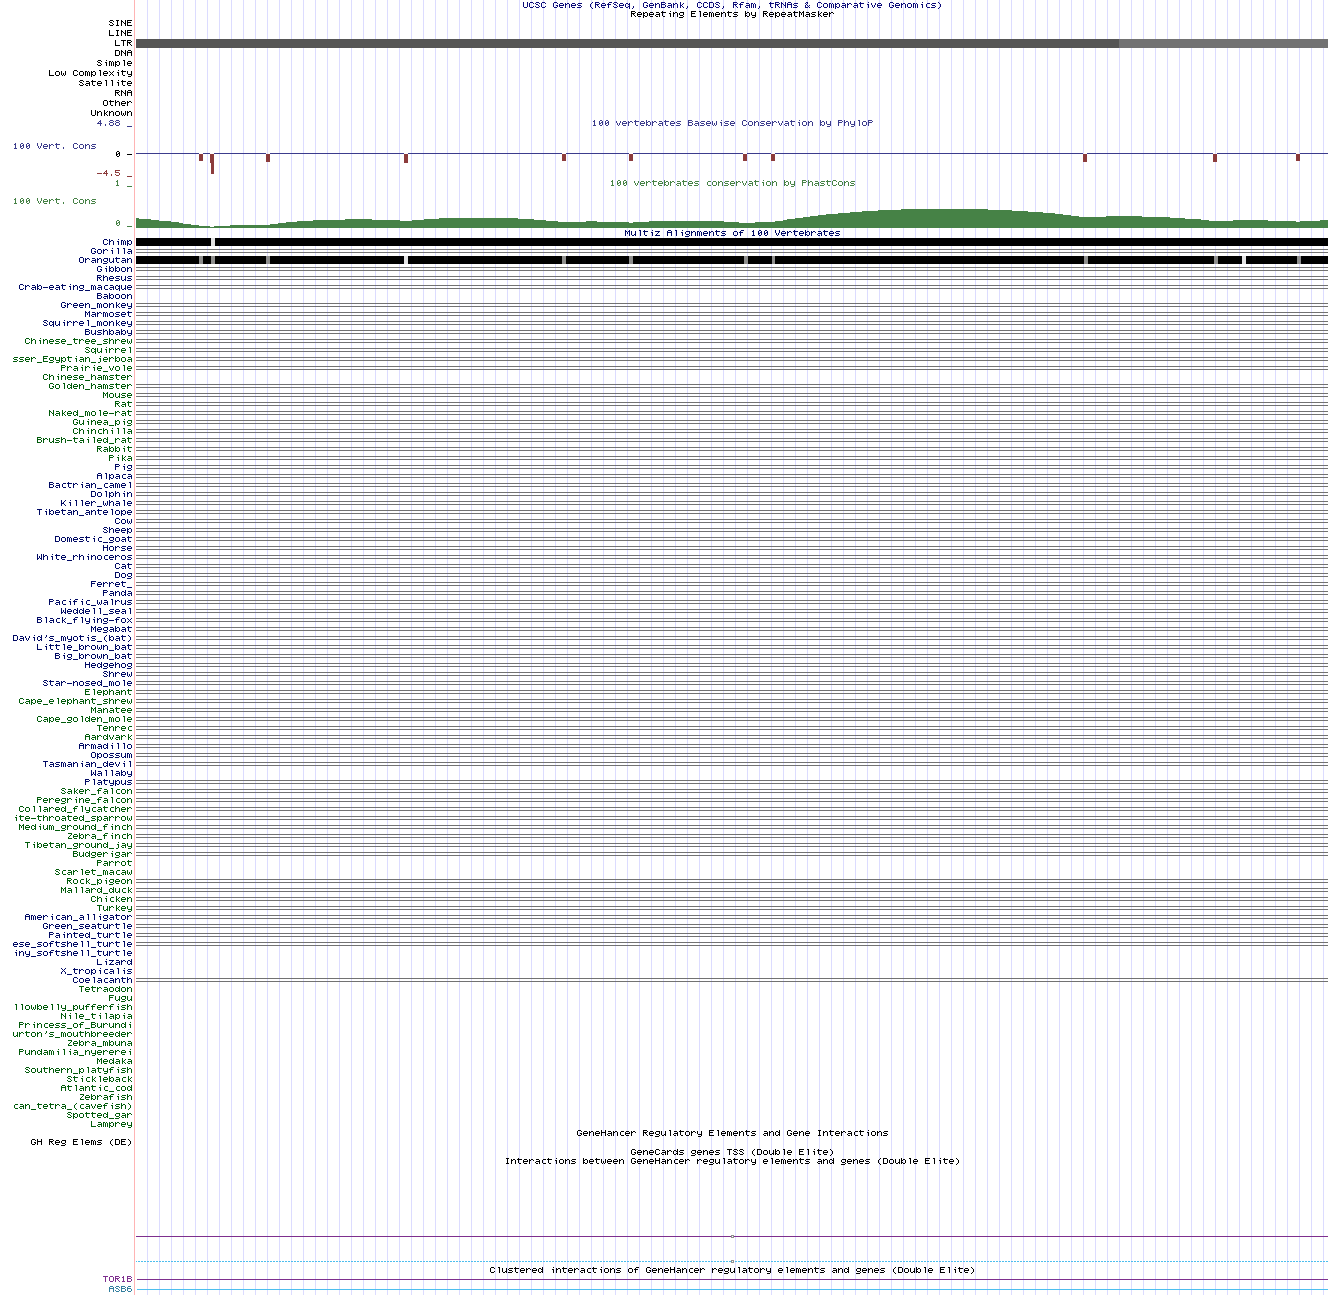 UCSC Genes (RefSeq, GenBank, CCDS, Rfam, tRNAs & Comparative Genomics)
Repeating Elements by RepeatMasker
SINE
LINE
LTR
DNA
Simple
Low Complexity
Satellite
RNA
Other
Unknown
4.88 _
100 vertebrates Basewise Conservation by PhyloP
100 Vert. Cons
0 -
-4.5 _
1 _
100 vertebrates conservation by PhastCons
100 Vert. Cons
0 _
Multiz Alignments of 100 Vertebrates
Chimp
Gorilla
Orangutan
Gibbon
Rhesus
Crab-eating_macaque
Baboon
Green_monkey
Marmoset
Squirrel_monkey
Bushbaby
Chinese_tree_shrew
Squirrel
sser_Egyptian_jerboa
Prairie_vole
Chinese_hamster
Golden_hamster
Mouse
Rat
Naked_mole-rat
Guinea_pig
Chinchilla
Brush-tailed_rat
Rabbit
Pika
Pig
Alpaca
Bactrian_camel
Dolphin
Killer_whale
Tibetan_antelope
Cow
Sheep
Domestic_goat
Horse
White_rhinoceros
Cat
Dog
Ferret_
Panda
Pacific_walrus
Weddell_seal
Black_flying-fox
Megabat
David's_myotis_(bat)
Little_brown_bat
Big_brown_bat
Hedgehog
Shrew
Star-nosed_mole
Elephant
Cape_elephant_shrew
Manatee
Cape_golden_mole
Tenrec
Aardvark
Armadillo
Opossum
Tasmanian_devil
Wallaby
Platypus
Saker_falcon
Peregrine_falcon
Collared_flycatcher
ite-throated_sparrow
Medium_ground_finch
Zebra_finch
Tibetan_ground_jay
Budgerigar
Parrot
Scarlet_macaw
Rock_pigeon
Mallard_duck
Chicken
Turkey
American_alligator
Green_seaturtle
Painted_turtle
ese_softshell_turtle
iny_softshell_turtle
Lizard
X_tropicalis
Coelacanth
Tetraodon
Fugu
llowbelly_pufferfish
Nile_tilapia
Princess_of_Burundi
urton's_mouthbreeder
Zebra_mbuna
Pundamilia_nyererei
Medaka
Southern_platyfish
Stickleback
Atlantic_cod
Zebrafish
can_tetra_(cavefish)
Spotted_gar
Lamprey
GeneHancer Regulatory Elements and Gene Interactions
GH Reg Elems (DE)
GeneCards genes TSS (Double Elite)
Interactions between GeneHancer regulatory elements and genes (Double Elite)
Clustered interactions of GeneHancer regulatory elements and genes (Double Elite)
TOR1B
ASB6